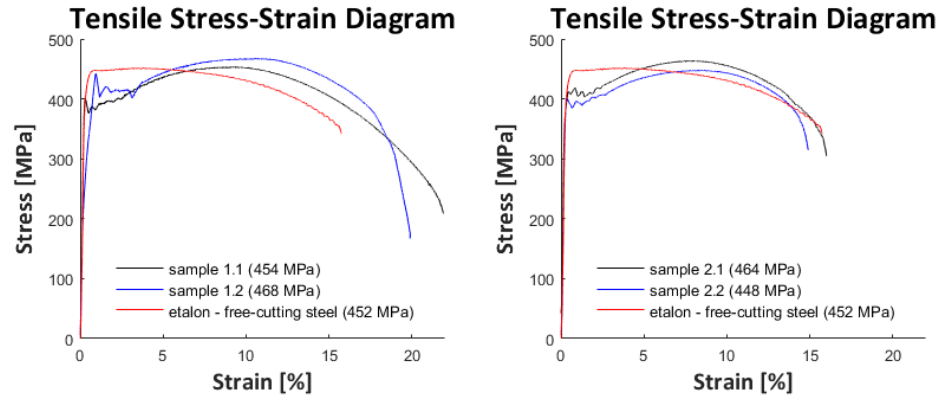 Tensile Stress-Strain Diagram
500
400
300
200
100
0
Stress [MPa]
sample 1.1 (454 MPa)
sample 1.2 (468 MPa)
etalon - free-cutting steel (452 MPa)
0 5 10 15 20
Strain [%]
Tensile Stress-Strain Diagram
500
400
300
200
100
0
Stress [MPa]
sample 2.1 (464 MPa)
sample 2.2 (448 MPa)
etalon - free-cutting steel (452 MPa)
0 5 10 15 20
Strain [%]